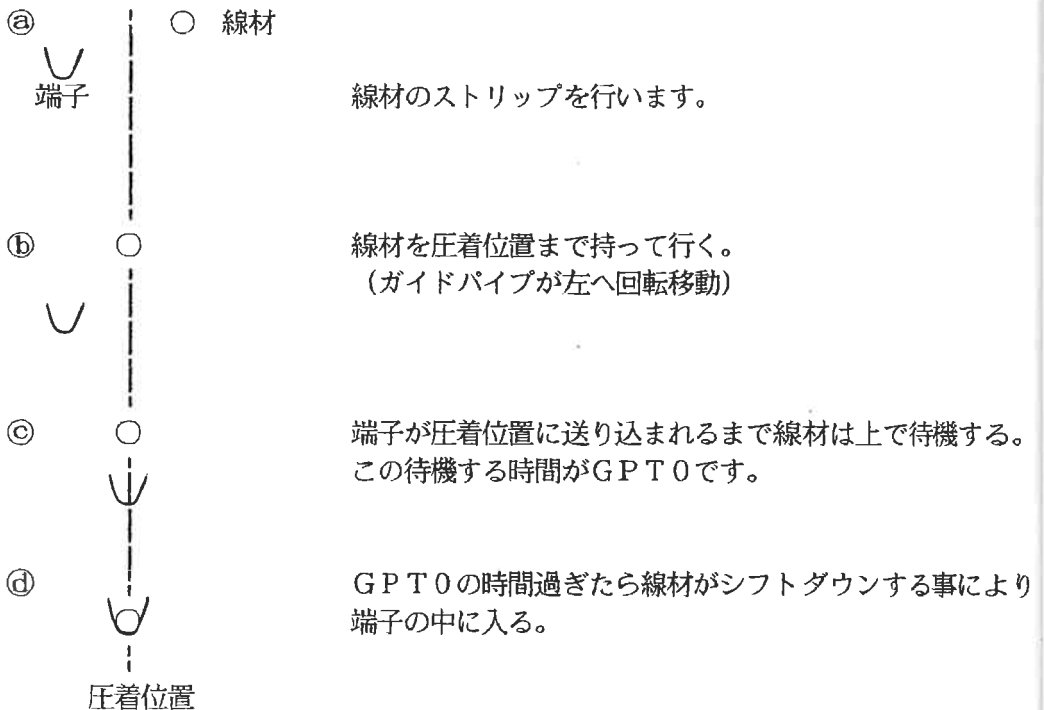 ⓐ
○ 線材
端子
線材のストリップを行います。
ⓑ
線材を圧着位置まで持って行く。
（ガイドパイプが左へ回転移動）
ⓒ
端子が圧着位置に送り込まれるまで線材は上で待機する。
この待機する時間がＧＰＴ０です。
ⓓ
ＧＰＴ０の時間過ぎたら線材がシフトダウンする事により
端子の中に入る。
圧着位置